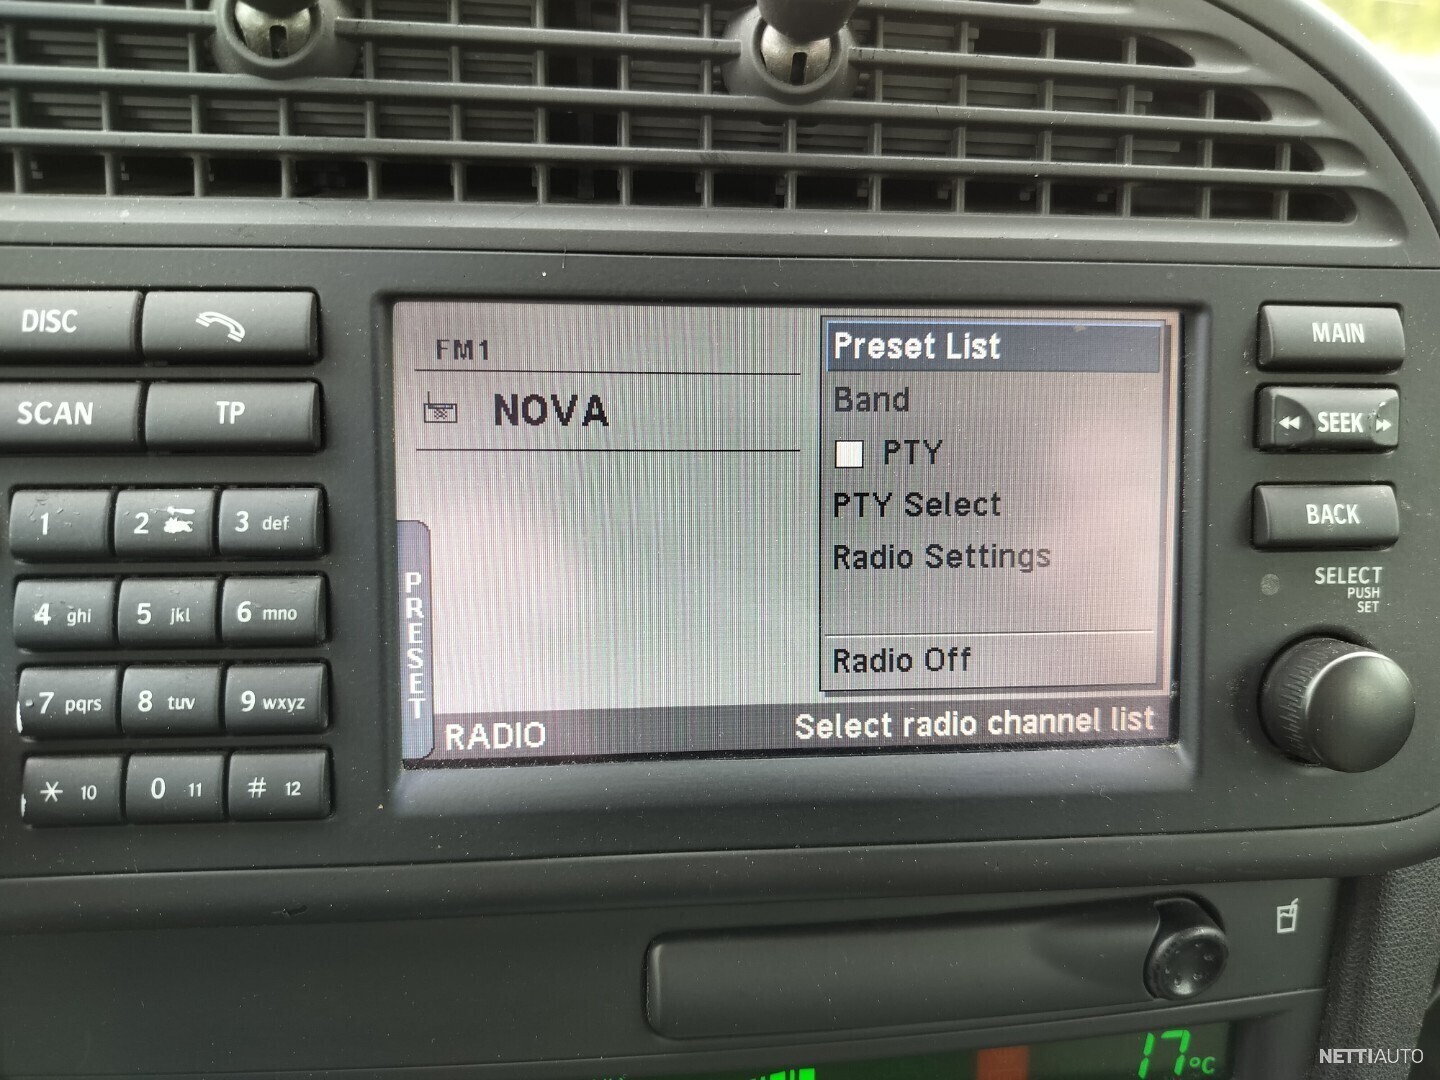 DISC
SCAN
TP
1
2
3 def
4 ghi
5 jkl
6 mno
7 pqrs
8 tuv
9 wxyz
* 10
0 11
# 12
FM1
NOVA
PRESET
RADIO
Preset List
Band
PTY
PTY Select
Radio Settings
Radio Off
Select radio channel list
MAIN
SEEK
BACK
SELECT
PUSH
SET
17°C
NETTIAUTO